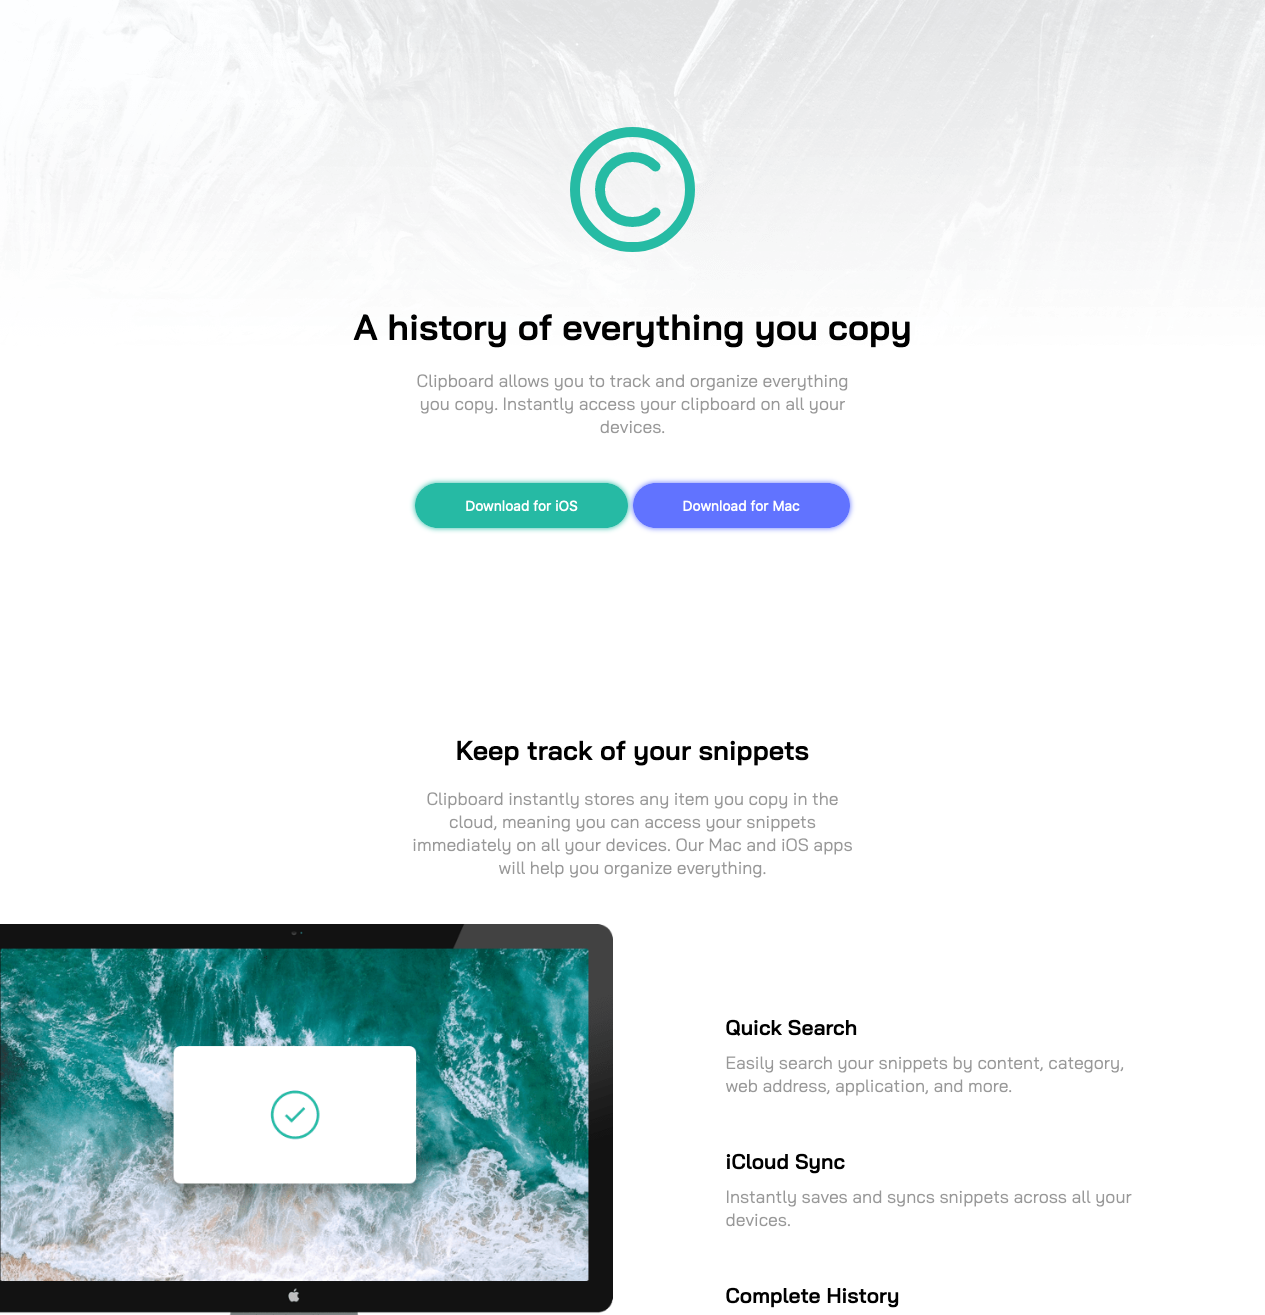 A history of everything you copy
Clipboard allows you to track and organize everything
you copy. Instantly access your clipboard on all your
devices.
Download for iOS
Download for Mac
Keep track of your snippets
Clipboard instantly stores any item you copy in the
cloud, meaning you can access your snippets
immediately on all your devices. Our Mac and iOS apps
will help you organize everything.
Quick Search
Easily search your snippets by content, category,
web address, application, and more.
iCloud Sync
Instantly saves and syncs snippets across all your
devices.
Complete History